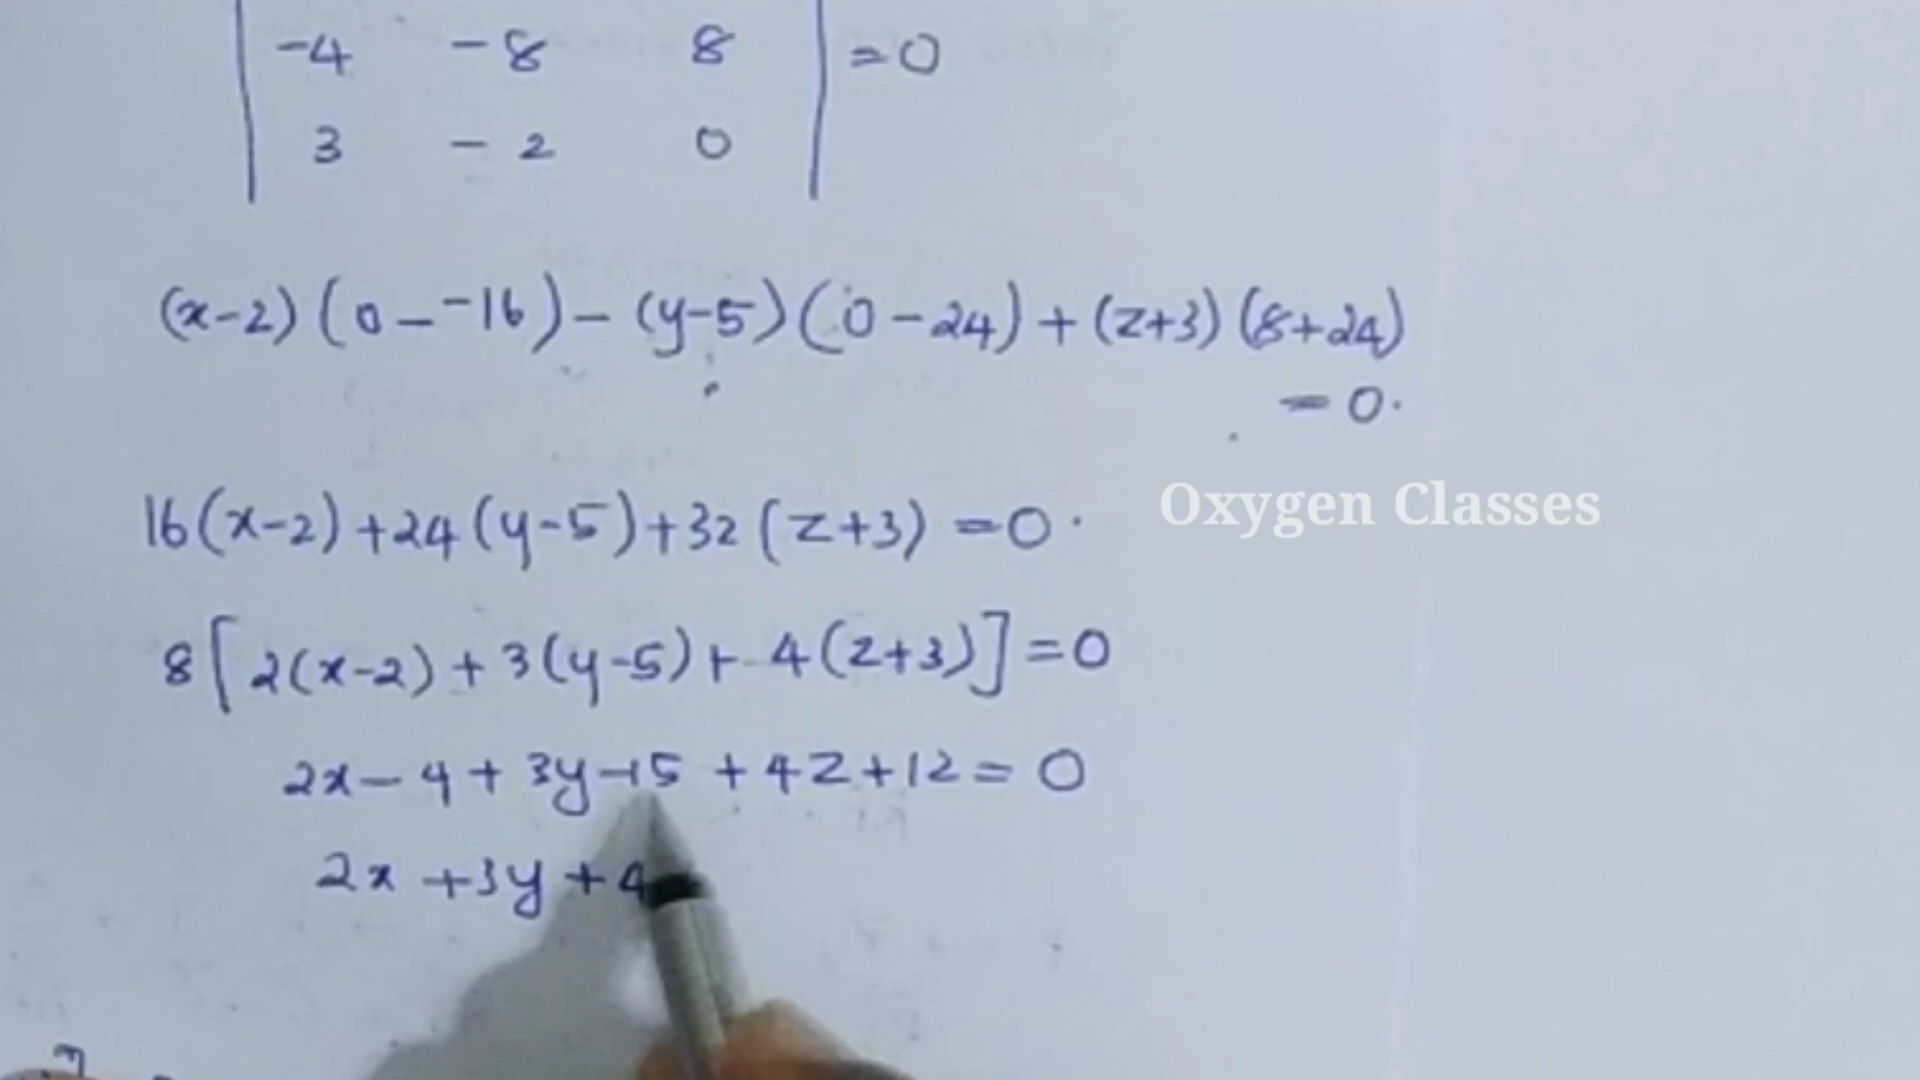 -4 -8 8 =0
3 -2 0
(x-2)(0--16)-(y-5)(0-24)+(z+3)(8+24)
=0.
16(x-2)+24(y-5)+32(z+3)=0.
Oxygen Classes
8[2(x-2)+3(y-5)+4(z+3)]=0
2x-4+3y-15+4z+12=0
2x+3y+4